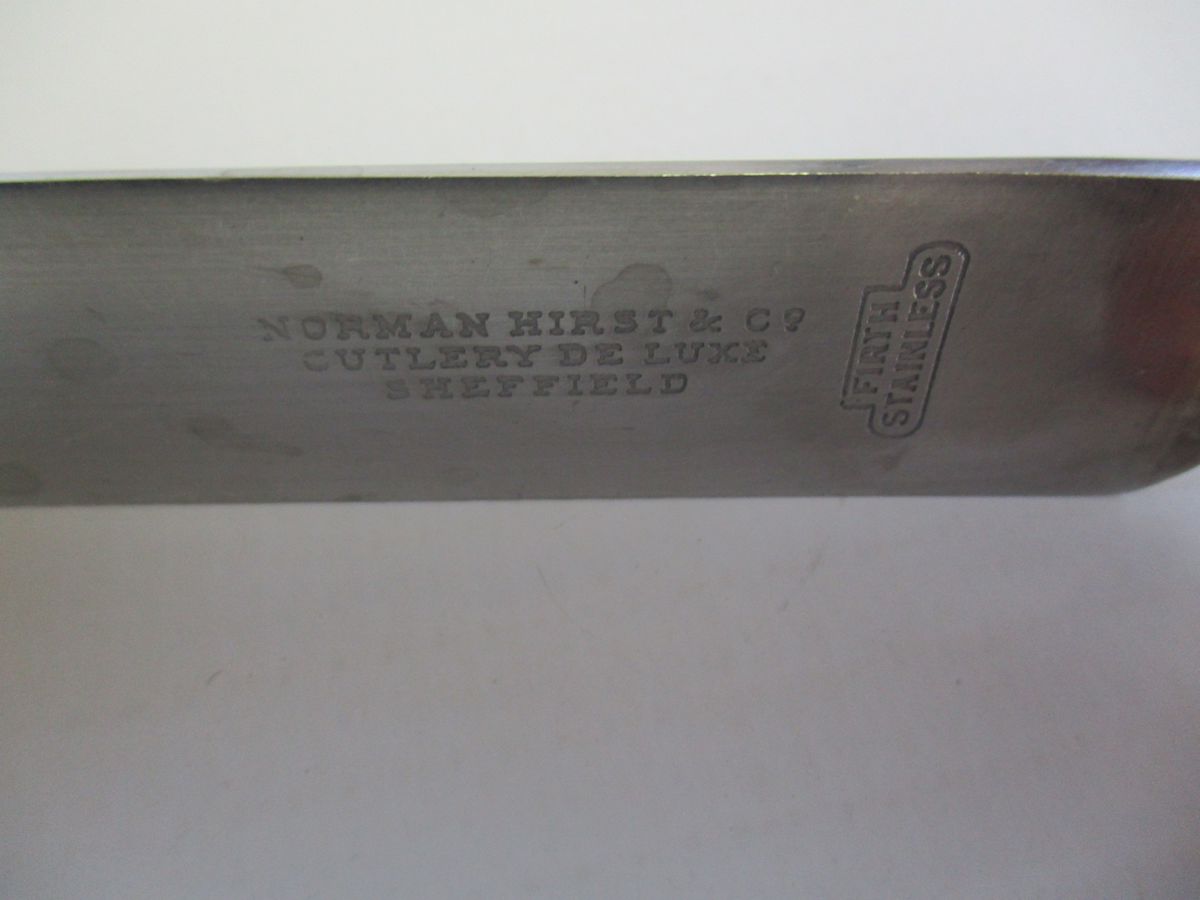 NORMAN HIRST & Cº
CUTLERY DE LUXE
SHEFFIELD
FIRTH
STAINLESS